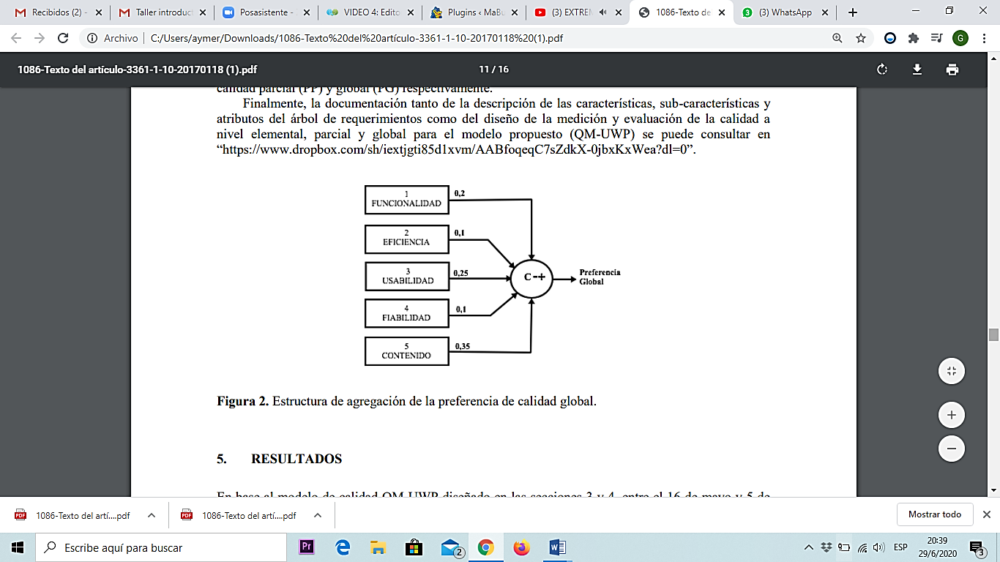 Recibidos (2) -
Taller introduct
Posasistente -
VIDEO 4: Edito
Plugins ‹ MaBu
(3) EXTREM
1086-Texto de
(3) WhatsApp
Archivo
C:/Users/aymer/Downloads/1086-Texto%20del%20artículo-3361-1-10-20170118%20(1).pdf
G
1086-Texto del artículo-3361-1-10-20170118 (1).pdf
11 / 16
calidad parcial (PP) y global (PG) respectivamente.
Finalmente, la documentación tanto de la descripción de las características, sub-características y
atributos del árbol de requerimientos como del diseño de la medición y evaluación de la calidad a
nivel elemental, parcial y global para el modelo propuesto (QM-UWP) se puede consultar en
“https://www.dropbox.com/sh/iextjgti85d1xvm/AABfoqeqC7sZdkX-0jbxKxWea?dl=0”.
1
FUNCIONALIDAD
0,2
2
EFICIENCIA
0,1
3
USABILIDAD
0,25
4
FIABILIDAD
0,1
5
CONTENIDO
0,35
C-+
Preferencia
Global
Figura 2. Estructura de agregación de la preferencia de calidad global.
5. RESULTADOS
En base al modelo de calidad QM-UWP diseñado en las secciones 3 y 4, entre el 16 de mayo y 5 de
1086-Texto del artí....pdf
1086-Texto del artí....pdf
Mostrar todo
Escribe aquí para buscar
Pr
2
ESP
20:39
29/6/2020
3